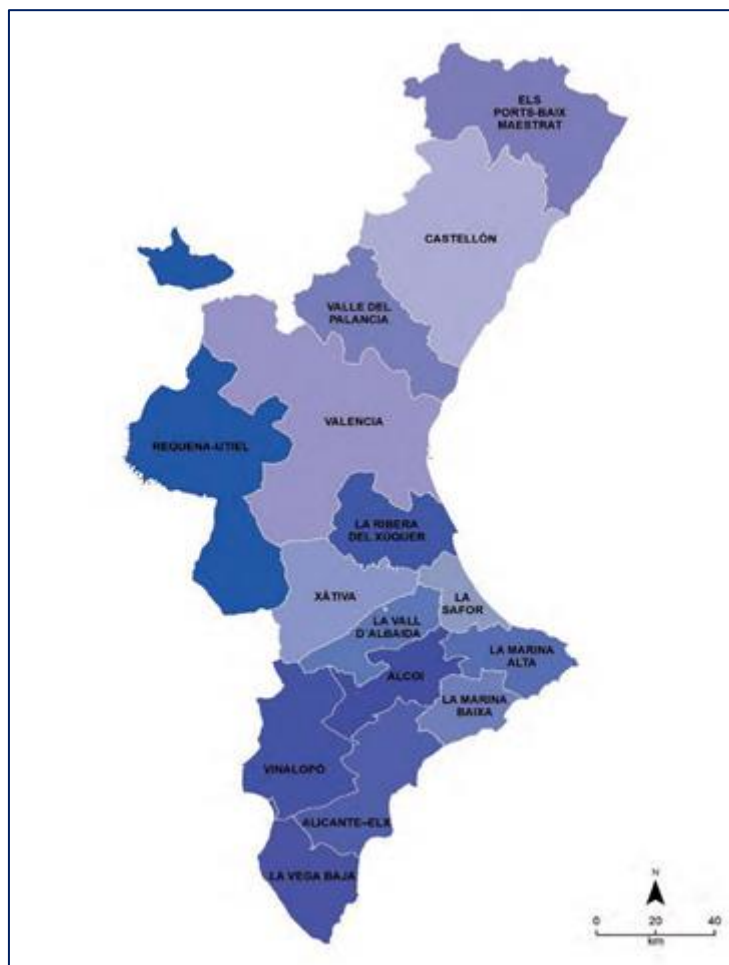 ELS
PORTS-BAIX
MAESTRAT
CASTELLÓN
VALLE DEL
PALANCIA
VALENCIA
REQUENA-UTIEL
LA RIBERA
DEL XÚQUER
XÀTIVA
LA
SAFOR
LA VALL
D´ALBAIDA
LA MARINA
ALTA
ALCOI
LA MARINA
BAIXA
VINALOPÓ
ALICANTE-ELX
LA VEGA BAJA
N
0 20 40
km